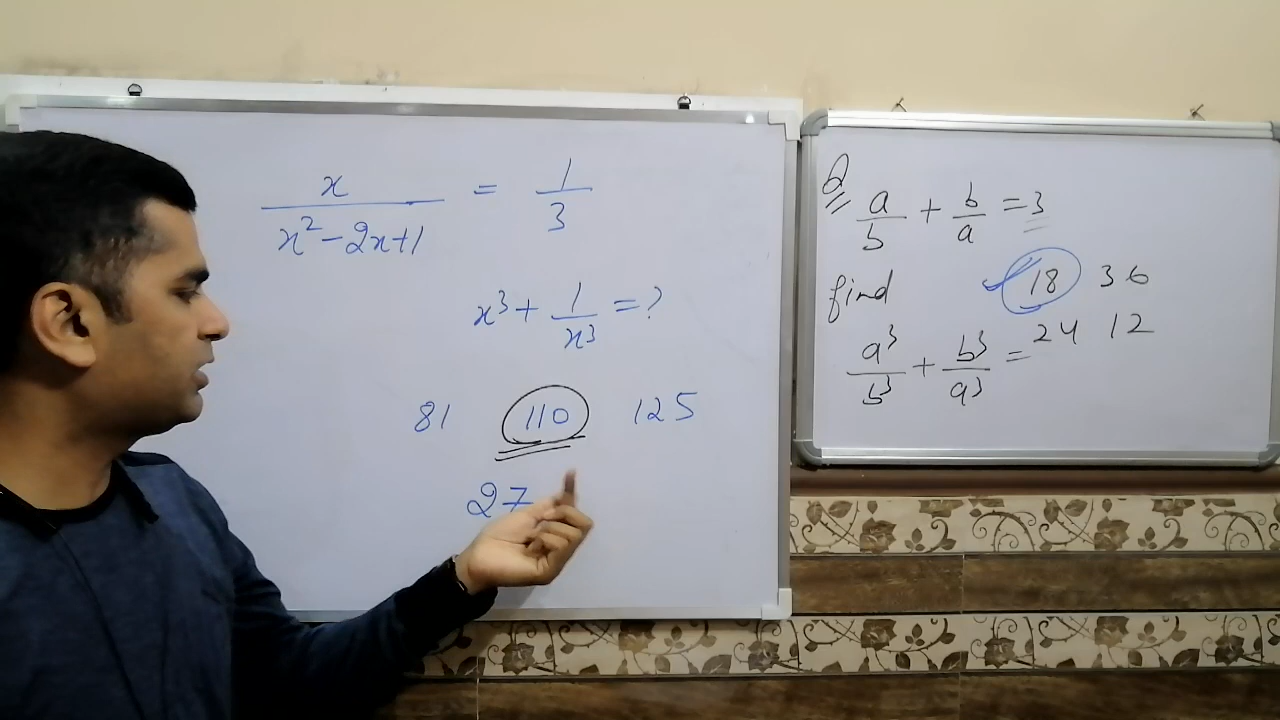 x/(x²-2x+1) = 1/3
x³ + 1/x³ = ?
81 110 125
27
Q a/b + b/a = 3
find 18 36
a³/b³ + b³/a³ = 24 12